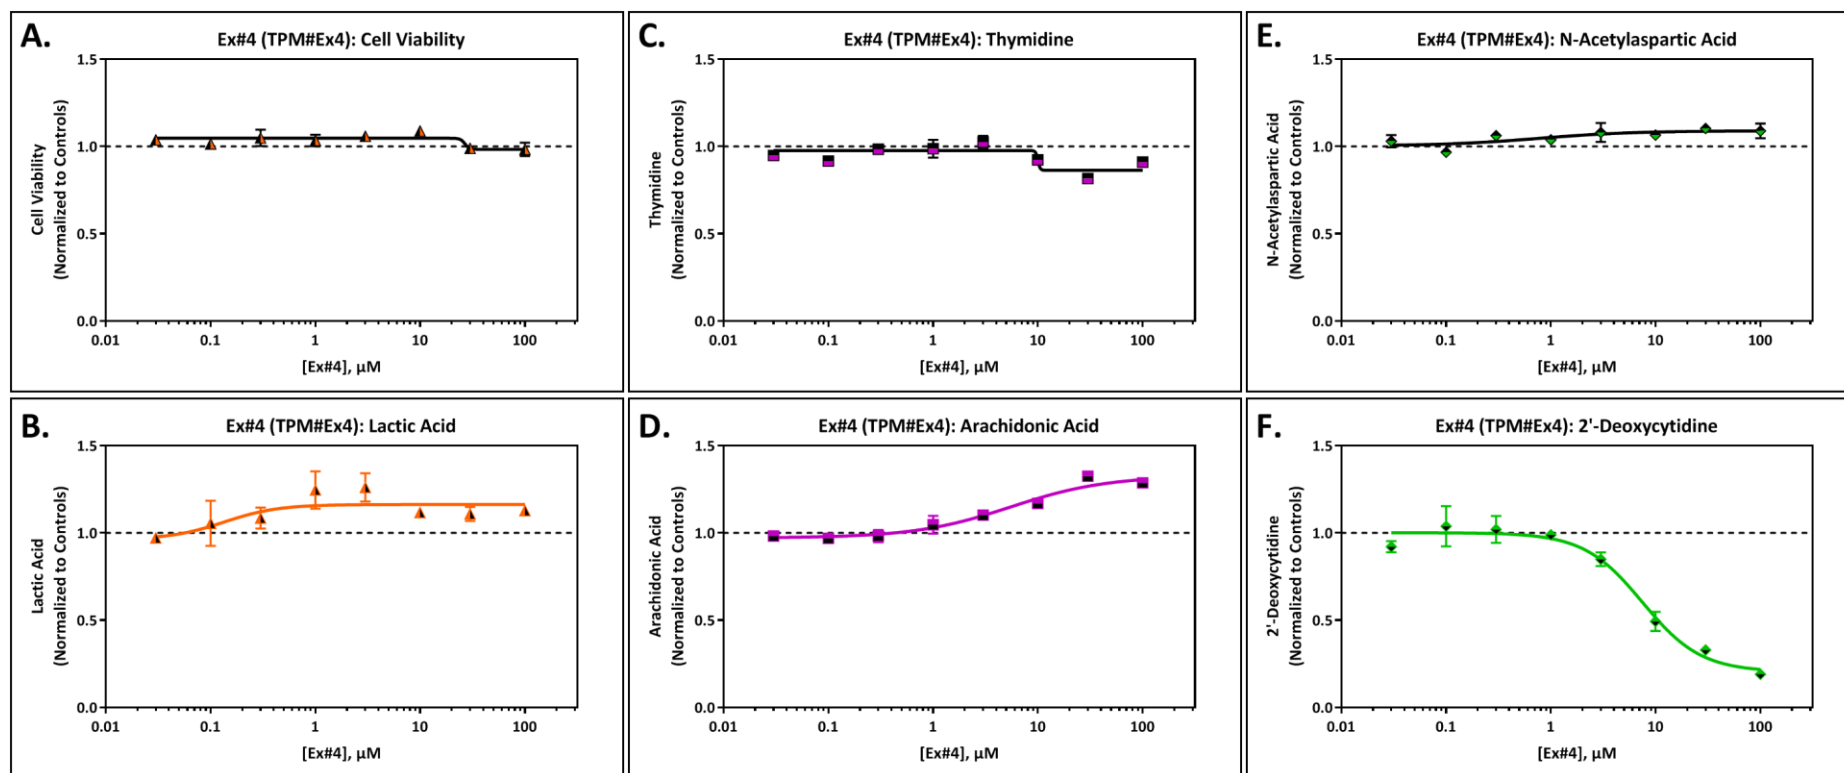 A.
Ex#4 (TPM#Ex4): Cell Viability
Cell Viability
(Normalized to Controls)
1.5
1.0
0.5
0.0
0.01 0.1 1 10 100
[Ex#4], μM
B.
Ex#4 (TPM#Ex4): Lactic Acid
Lactic Acid
(Normalized to Controls)
1.5
1.0
0.5
0.0
0.01 0.1 1 10 100
[Ex#4], μM
C.
Ex#4 (TPM#Ex4): Thymidine
Thymidine
(Normalized to Controls)
1.5
1.0
0.5
0.0
0.01 0.1 1 10 100
[Ex#4], μM
D.
Ex#4 (TPM#Ex4): Arachidonic Acid
Arachidonic Acid
(Normalized to Controls)
1.5
1.0
0.5
0.0
0.01 0.1 1 10 100
[Ex#4], μM
E.
Ex#4 (TPM#Ex4): N-Acetylaspartic Acid
N-Acetylaspartic Acid
(Normalized to Controls)
1.5
1.0
0.5
0.0
0.01 0.1 1 10 100
[Ex#4], μM
F.
Ex#4 (TPM#Ex4): 2'-Deoxycytidine
2'-Deoxycytidine
(Normalized to Controls)
1.5
1.0
0.5
0.0
0.01 0.1 1 10 100
[Ex#4], μM